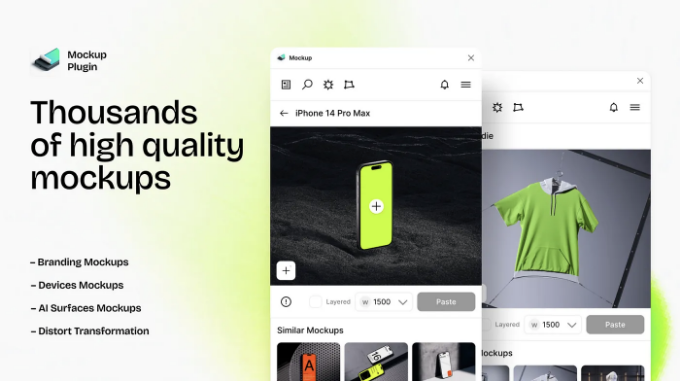 Mockup
Plugin
Thousands
of high quality
mockups
– Branding Mockups
– Devices Mockups
– AI Surfaces Mockups
– Distort Transformation
Mockup
iPhone 14 Pro Max
Layered
W 1500
Paste
Similar Mockups
A
die
Layered
W 1500
Paste
lockups